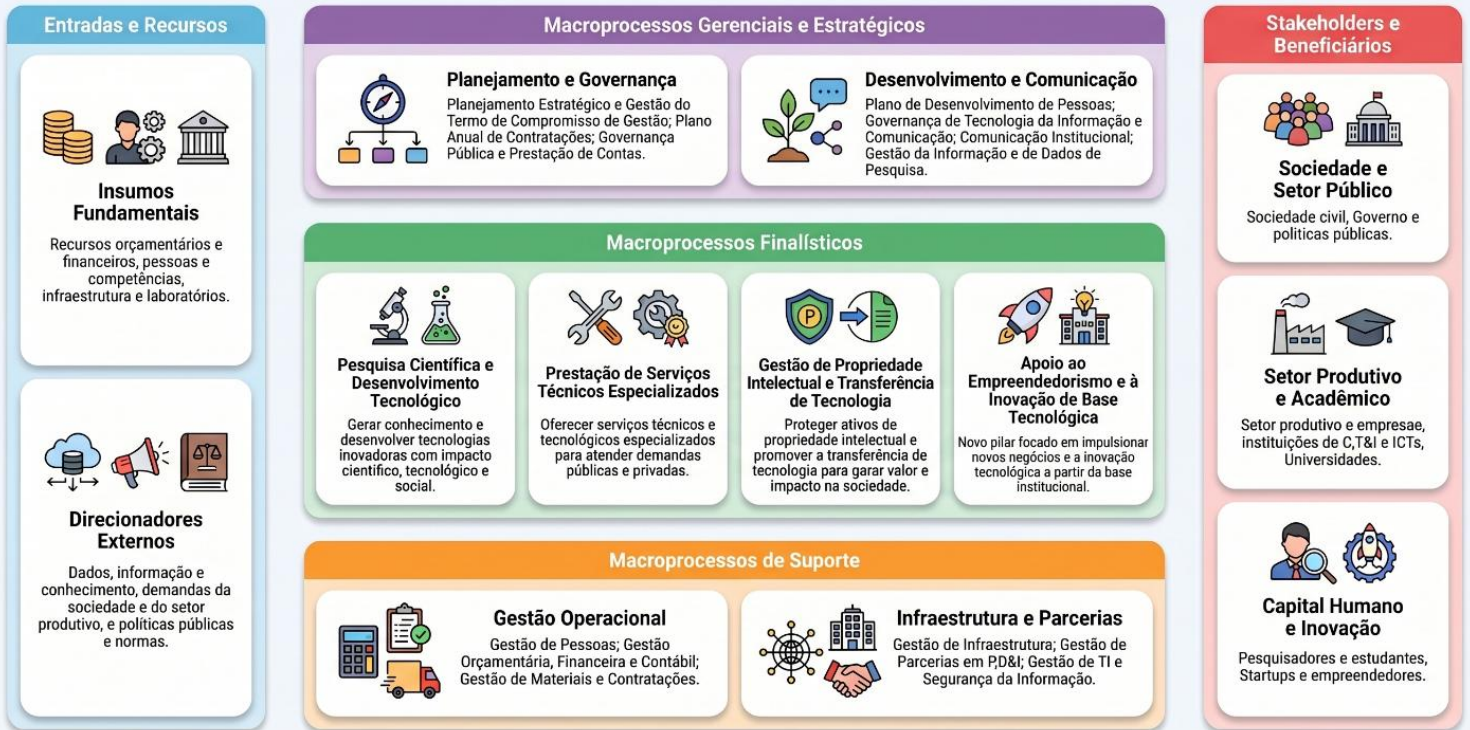 Entradas e Recursos
Insumos
Fundamentais
Recursos orçamentários e
financeiros, pessoas e
competências,
infraestrutura e laboratórios.
Direcionadores
Externos
Dados, informação e
conhecimento, demandas da
sociedade e do setor
produtivo, e políticas públicas
e normas.
Macroprocessos Gerenciais e Estratégicos
Planejamento e Governança
Planejamento Estratégico e Gestão do
Termo de Compromisso de Gestão; Plano
Anual de Contratações; Governança
Pública e Prestação de Contas.
Desenvolvimento e Comunicação
Plano de Desenvolvimento de Pessoas;
Governança de Tecnologia da Informação e
Comunicação; Comunicação Institucional;
Gestão da Informação e de Dados de
Pesquisa.
Macroprocessos Finalísticos
Pesquisa Científica e
Desenvolvimento
Tecnológico
Gerar conhecimento e
desenvolver tecnologias
inovadoras com impacto
cientifico, tecnológico e
social.
Prestação de Serviços
Técnicos Especializados
Oferecer serviços técnicos e
tecnológicos especializados
para atender demandas
públicas e privadas.
P
Gestão de Propriedade
Intelectual e Transferência
de Tecnologia
Proteger ativos de
propriedade intelectual e
promover a transferência de
tecnologia para garar valor e
impacto na sociedade.
Apoio ao
Empreendedorismo e à
Inovação de Base
Tecnológica
Novo pilar focado em impulsionar
novos negócios e a inovação
tecnológica a partir da base
institucional.
Macroprocessos de Suporte
Gestão Operacional
Gestão de Pessoas; Gestão
Orçamentária, Financeira e Contábil;
Gestão de Materiais e Contratações.
Infraestrutura e Parcerias
Gestão de Infraestrutura; Gestão de
Parcerias em P,D&I; Gestão de TI e
Segurança da Informação.
Stakeholders e
Beneficiários
Sociedade e
Setor Público
Sociedade civil, Governo e
politicas públicas.
Setor Produtivo
e Acadêmico
Setor produtivo e empresae,
instituições de C,T&I e ICTs,
Universidades.
Capital Humano
e Inovação
Pesquisadores e estudantes,
Startups e empreendedores.